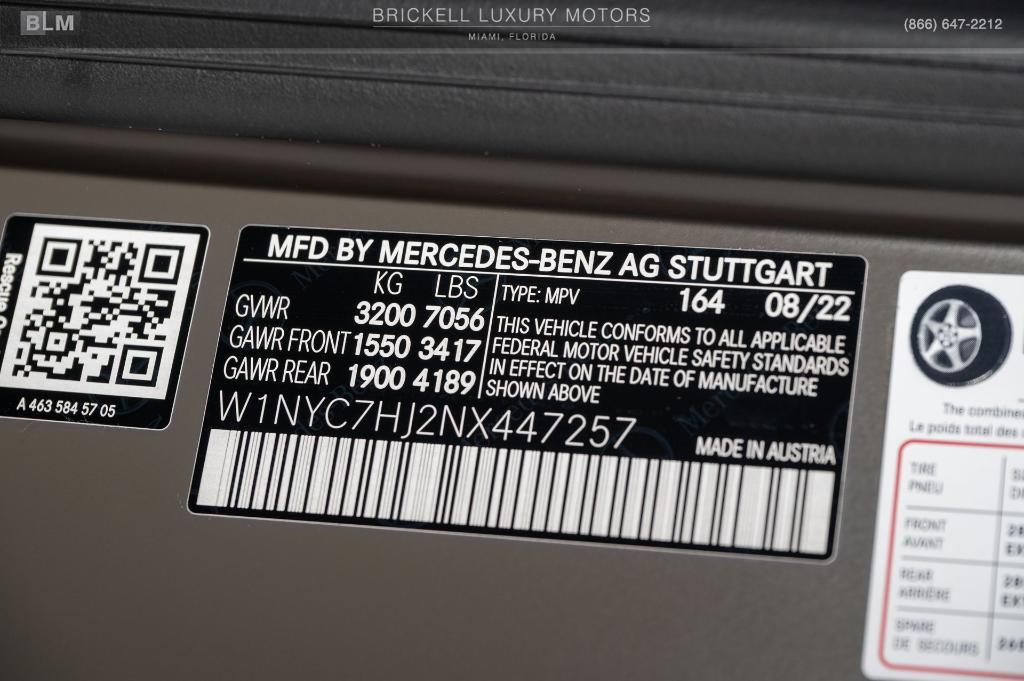 BLM
BRICKELL LUXURY MOTORS
MIAMI, FLORIDA
(866) 647-2212
Rescue
A 463 584 57 05
MFD BY MERCEDES-BENZ AG STUTTGART
KG LBS
GVWR 3200 7056
GAWR FRONT 1550 3417
GAWR REAR 1900 4189
TYPE: MPV 164 08/22
THIS VEHICLE CONFORMS TO ALL APPLICABLE
FEDERAL MOTOR VEHICLE SAFETY STANDARDS
IN EFFECT ON THE DATE OF MANUFACTURE
SHOWN ABOVE
W1NYC7HJ2NX447257
MADE IN AUSTRIA
The combined
Le poids total des
TIRE
PNEU
FRONT
AVANT
REAR
ARRIÈRE
SPARE
DE SECOURS